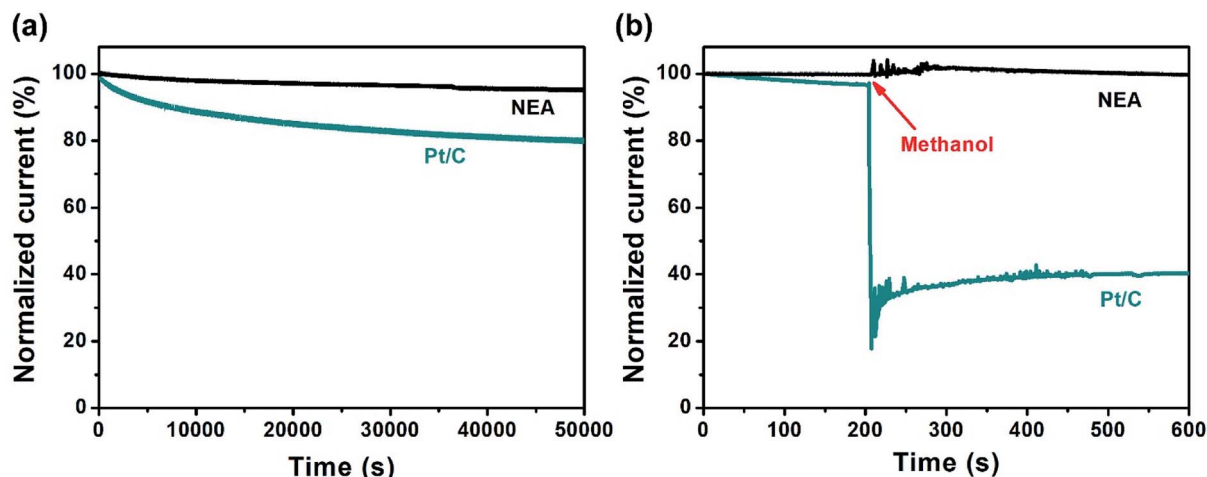 (a)
Normalized current (%)
100
80
60
40
20
0
NEA
Pt/C
0 10000 20000 30000 40000 50000
Time (s)
(b)
Normalized current (%)
100
80
60
40
20
0
NEA
Methanol
Pt/C
0 100 200 300 400 500 600
Time (s)